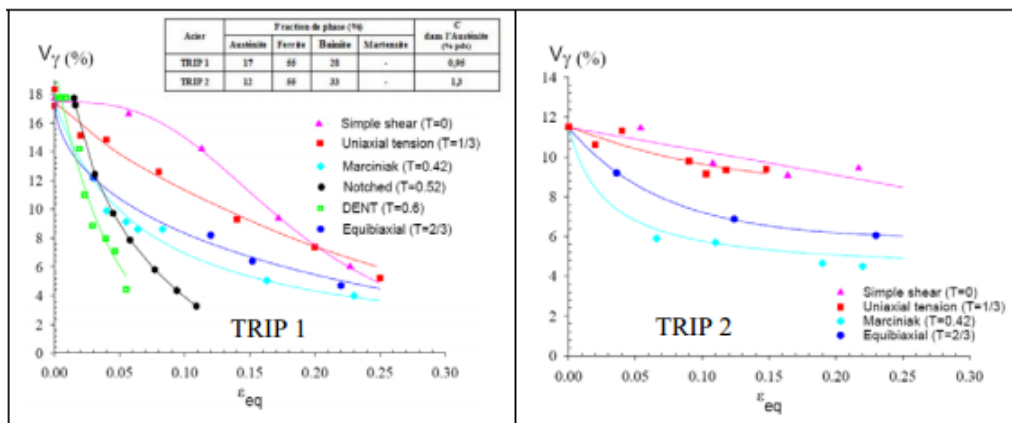 Acier
Fraction de phase (%)
C
dans l'Austénite
(% pds)
Austénite Ferrite Bainite Martensite
TRIP 1 17 55 28 - 0,95
TRIP 2 12 55 33 - 1,3
Vγ (%)
18
16
14
12
10
8
6
4
2
0
0.00 0.05 0.10 0.15 0.20 0.25 0.30
εeq
Simple shear (T=0)
Uniaxial tension (T=1/3)
Marciniak (T=0.42)
Notched (T=0.52)
DENT (T=0.6)
Equibiaxial (T=2/3)
TRIP 1
Vγ (%)
14
12
10
8
6
4
2
0
0.00 0.05 0.10 0.15 0.20 0.25 0.30
εeq
Simple shear (T=0)
Uniaxial tension (T=1/3)
Marciniak (T=0.42)
Equibiaxial (T=2/3)
TRIP 2